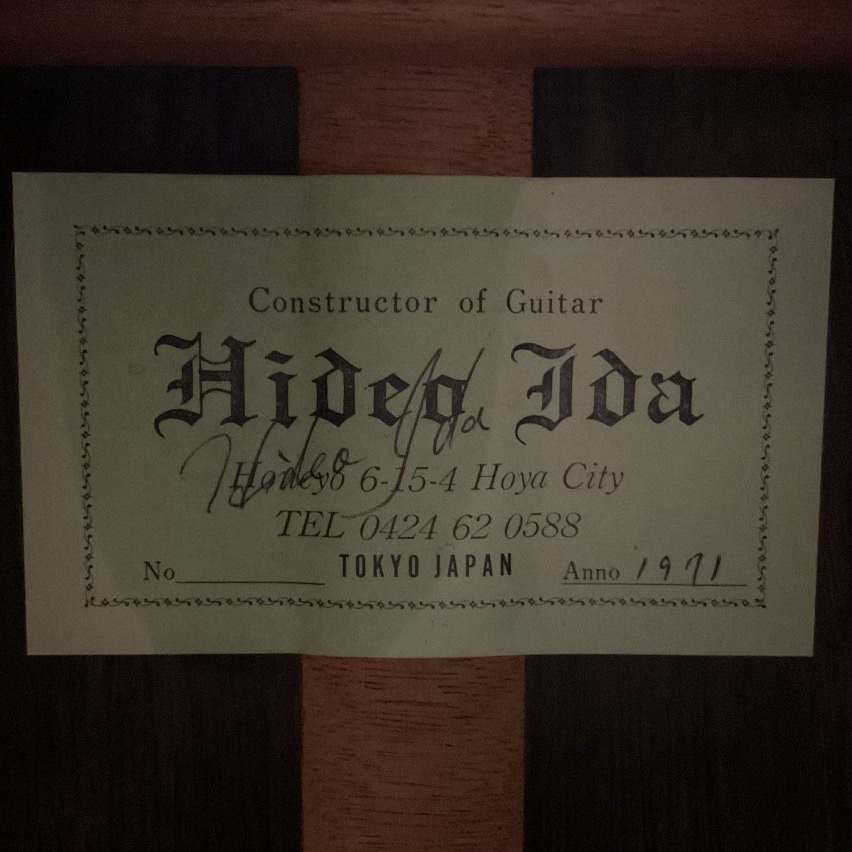 Constructor of Guitar
Hideo Ida
Hideo Ida
6-15-4 Hoya City
TEL 0424 62 0588
No TOKYO JAPAN Anno 1971